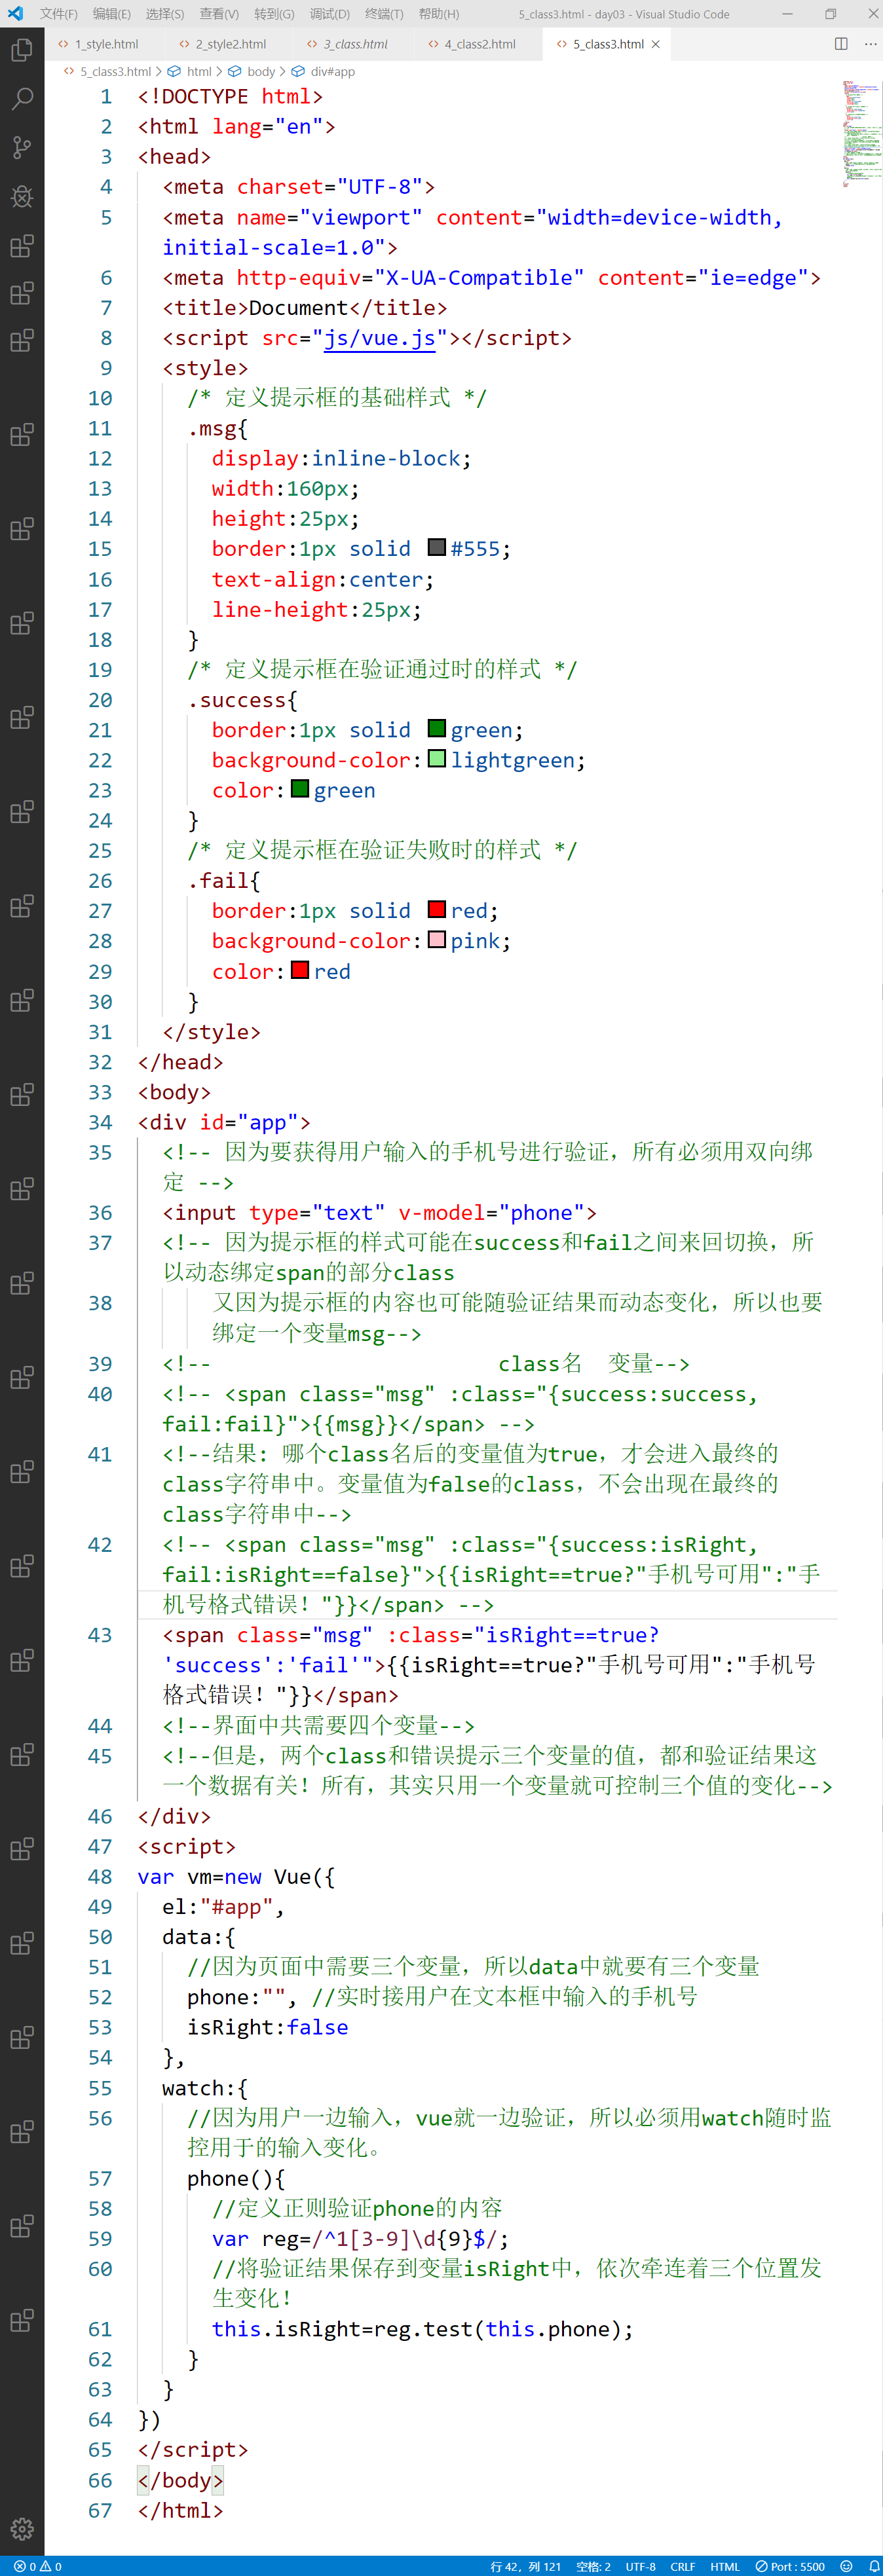 文件(F) 编辑(E) 选择(S) 查看(V) 转到(G) 调试(D) 终端(T) 帮助(H) 5_class3.html - day03 - Visual Studio Code
1_style.html 2_style2.html 3_class.html 4_class2.html 5_class3.html
5_class3.html > html > body > div#app
1 <!DOCTYPE html>
2 <html lang="en">
3 <head>
4 <meta charset="UTF-8">
5 <meta name="viewport" content="width=device-width,
initial-scale=1.0">
6 <meta http-equiv="X-UA-Compatible" content="ie=edge">
7 <title>Document</title>
8 <script src="js/vue.js"></script>
9 <style>
10 /* 定义提示框的基础样式 */
11 .msg{
12 display:inline-block;
13 width:160px;
14 height:25px;
15 border:1px solid #555;
16 text-align:center;
17 line-height:25px;
18 }
19 /* 定义提示框在验证通过时的样式 */
20 .success{
21 border:1px solid green;
22 background-color:lightgreen;
23 color:green
24 }
25 /* 定义提示框在验证失败时的样式 */
26 .fail{
27 border:1px solid red;
28 background-color:pink;
29 color:red
30 }
31 </style>
32 </head>
33 <body>
34 <div id="app">
35 <!-- 因为要获得用户输入的手机号进行验证，所有必须用双向绑
定 -->
36 <input type="text" v-model="phone">
37 <!-- 因为提示框的样式可能在success和fail之间来回切换，所
以动态绑定span的部分class
38 又因为提示框的内容也可能随验证结果而动态变化，所以也要
绑定一个变量msg-->
39 <!-- class名 变量-->
40 <!-- <span class="msg" :class="{success:success,
fail:fail}">{{msg}}</span> -->
41 <!--结果: 哪个class名后的变量值为true，才会进入最终的
class字符串中。变量值为false的class，不会出现在最终的
class字符串中-->
42 <!-- <span class="msg" :class="{success:isRight,
fail:isRight==false}">{{isRight==true?"手机号可用":"手
机号格式错误！"}}</span> -->
43 <span class="msg" :class="isRight==true?
'success':'fail'">{{isRight==true?"手机号可用":"手机号
格式错误！"}}</span>
44 <!--界面中共需要四个变量-->
45 <!--但是，两个class和错误提示三个变量的值，都和验证结果这
一个数据有关！所有，其实只用一个变量就可控制三个值的变化-->
46 </div>
47 <script>
48 var vm=new Vue({
49 el:"#app",
50 data:{
51 //因为页面中需要三个变量，所以data中就要有三个变量
52 phone:"", //实时接用户在文本框中输入的手机号
53 isRight:false
54 },
55 watch:{
56 //因为用户一边输入，vue就一边验证，所以必须用watch随时监
控用于的输入变化。
57 phone(){
58 //定义正则验证phone的内容
59 var reg=/^1[3-9]\d{9}$/;
60 //将验证结果保存到变量isRight中，依次牵连着三个位置发
生变化！
61 this.isRight=reg.test(this.phone);
62 }
63 }
64 })
65 </script>
66 </body>
67 </html>
0 0 行 42，列 121 空格: 2 UTF-8 CRLF HTML Port : 5500